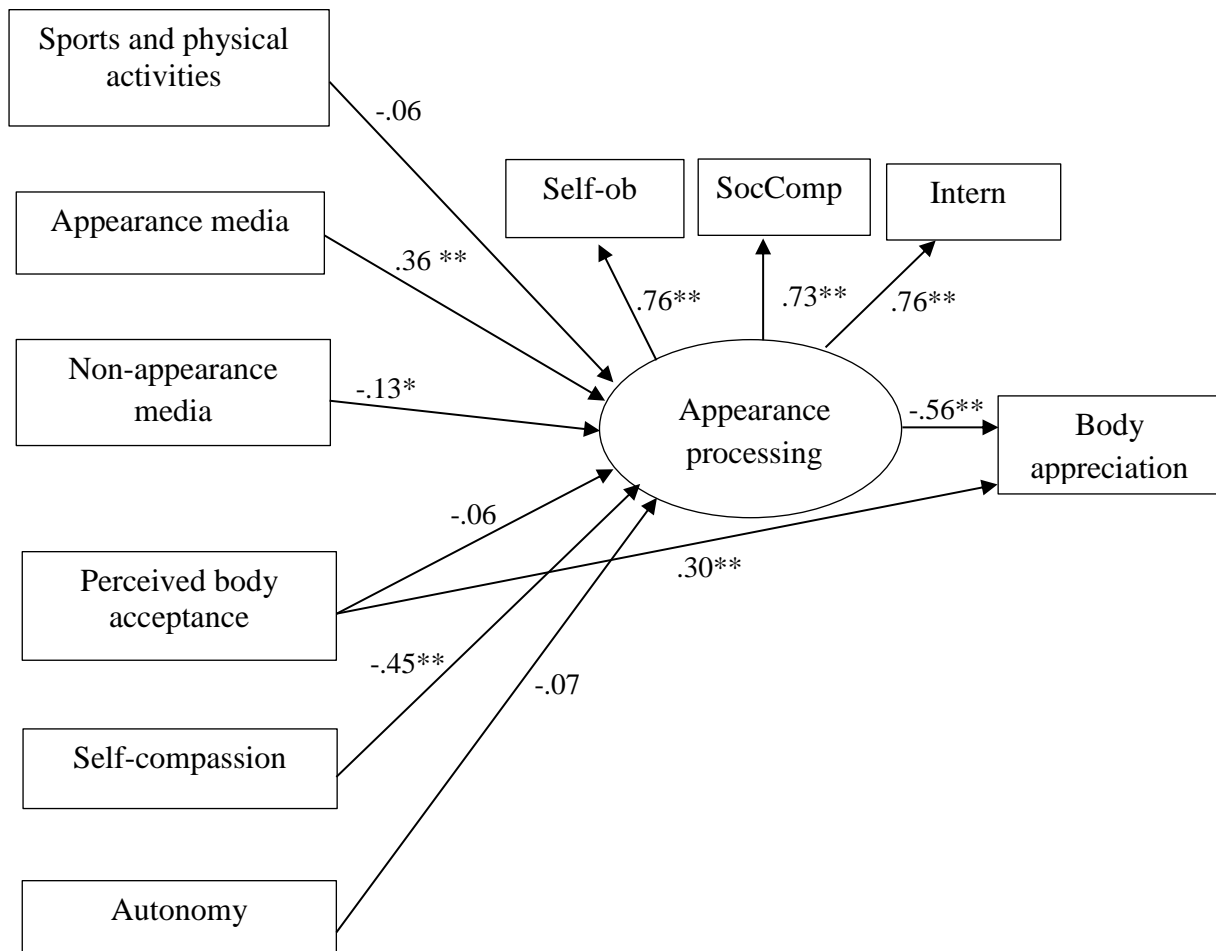 Sports and physical
activities
-.06
Self-ob
SocComp
Intern
Appearance media
.36 **
.76**
.73**
.76**
Non-appearance
media
-.13*
Appearance
processing
-.56**
Body
appreciation
-.06
.30**
Perceived body
acceptance
-.45**
-.07
Self-compassion
Autonomy